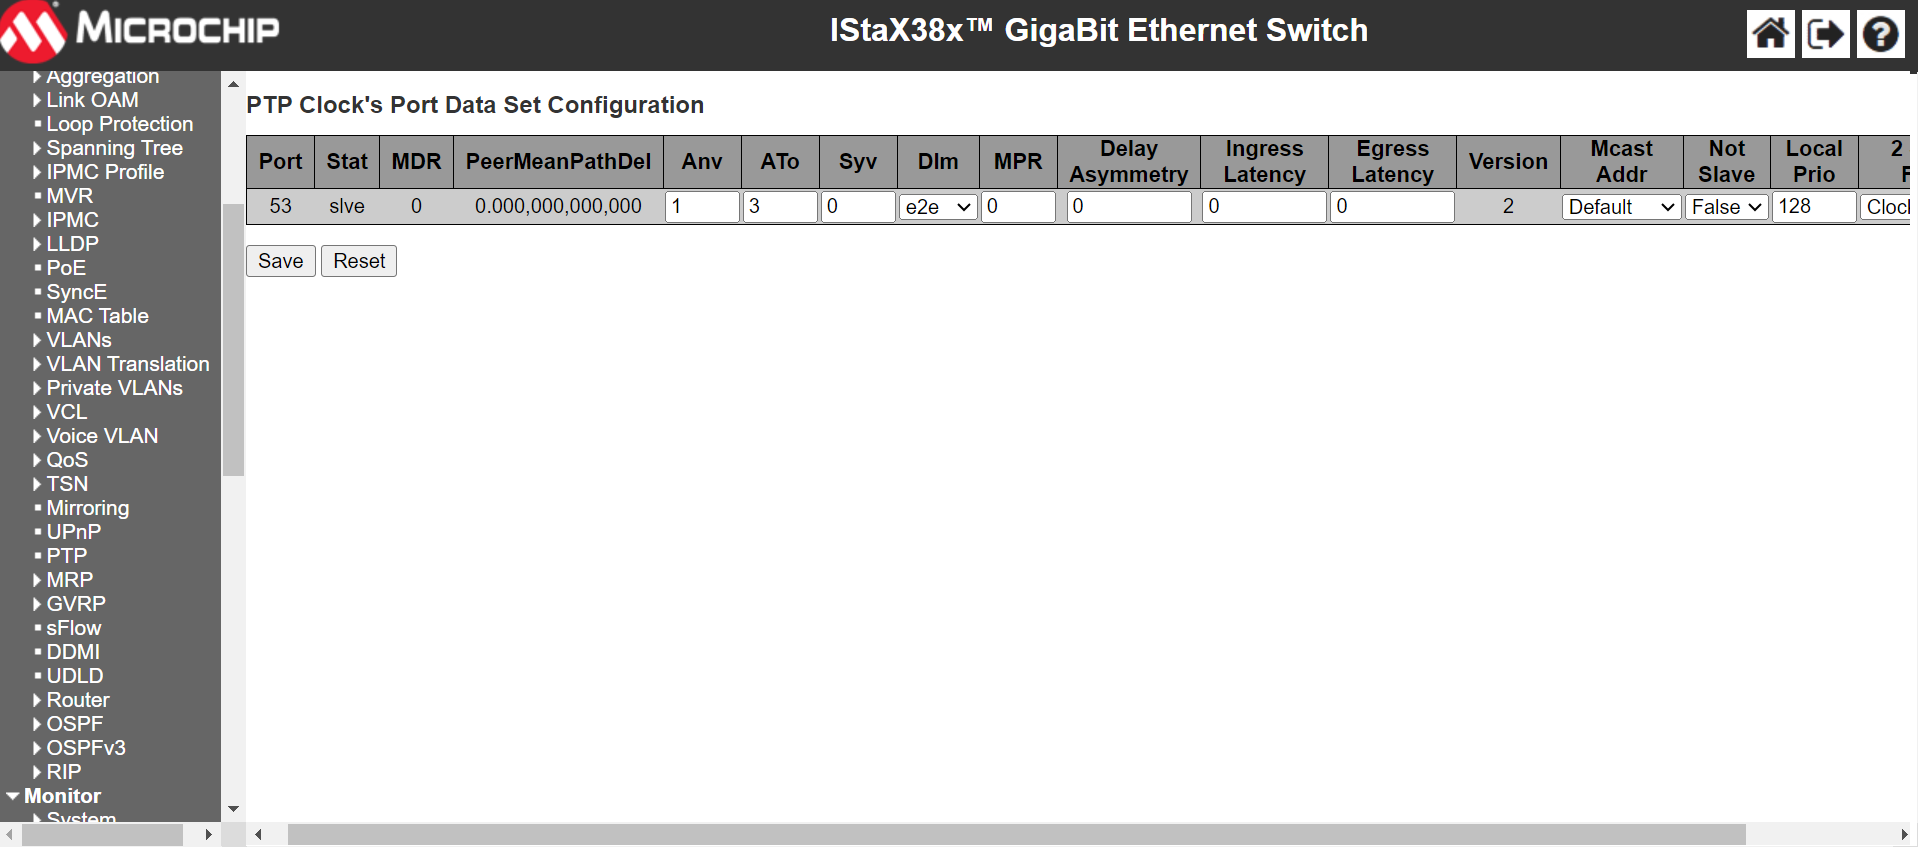 MICROCHIP
IStaX38x™ GigaBit Ethernet Switch
Aggregation
Link OAM
Loop Protection
Spanning Tree
IPMC Profile
MVR
IPMC
LLDP
PoE
SyncE
MAC Table
VLANs
VLAN Translation
Private VLANs
VCL
Voice VLAN
QoS
TSN
Mirroring
UPnP
PTP
MRP
GVRP
sFlow
DDMI
UDLD
Router
OSPF
OSPFv3
RIP
Monitor
System
PTP Clock's Port Data Set Configuration
Port Stat MDR PeerMeanPathDel Anv ATo Syv Dlm MPR Delay Asymmetry Ingress Latency Egress Latency Version Mcast Addr Not Slave Local Prio 2
53 slve 0 0.000,000,000,000 1 3 0 e2e 0 0 0 0 2 Default False 128 Clock
Save Reset